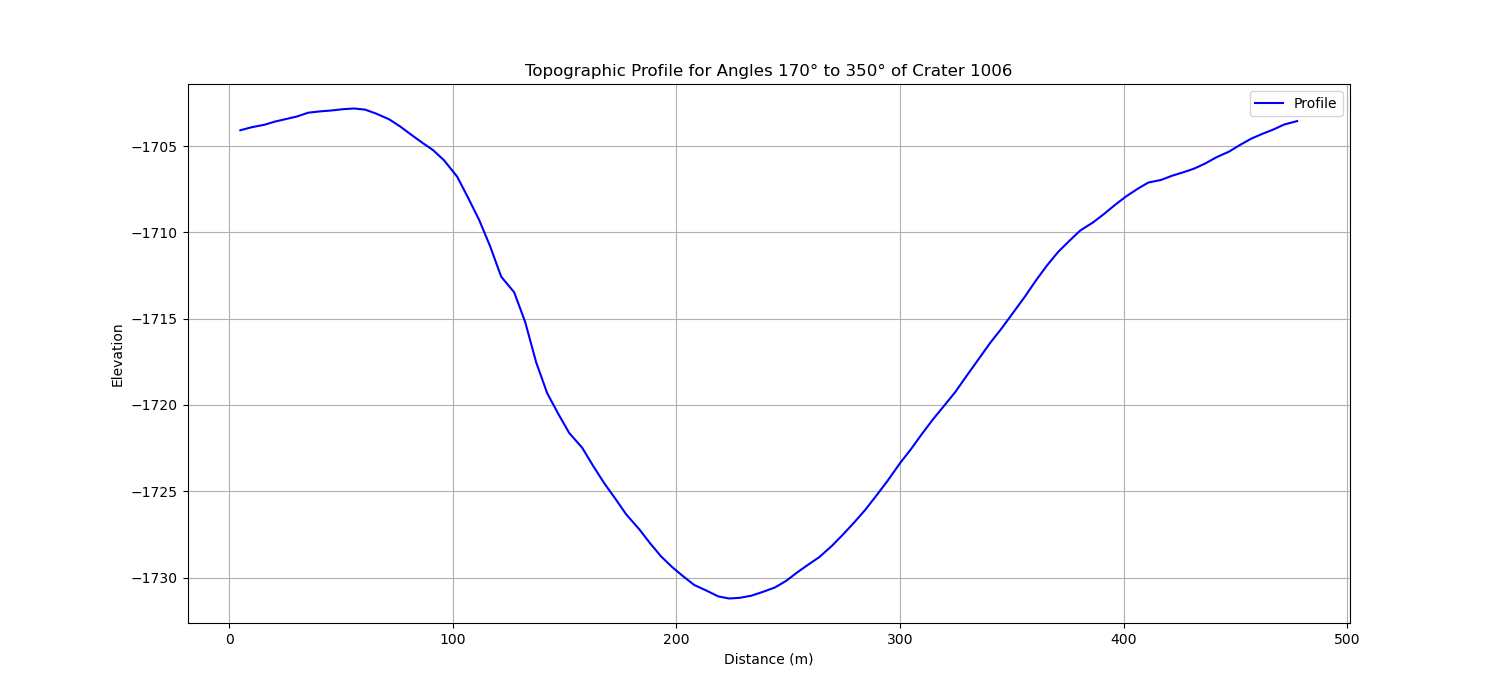 Topographic Profile for Angles 170° to 350° of Crater 1006
Profile
−1705
−1710
−1715
−1720
−1725
−1730
Elevation
0 100 200 300 400 500
Distance (m)